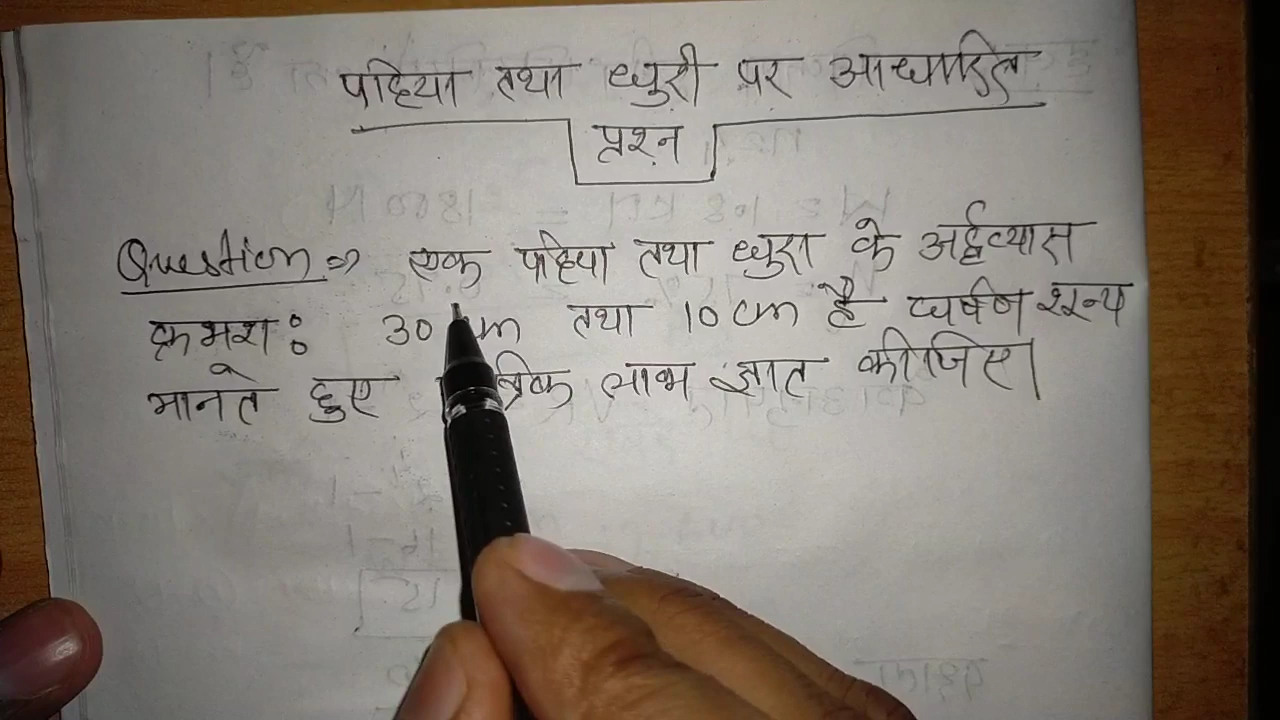 पहिया तथा धुरी पर आधारित
प्रश्न
Question ⇒ एक पहिया तथा धुरा के अर्द्धव्यास
क्रमशः 30 cm तथा 10 cm है घर्षण शून्य
मानते हुए लाभ ज्ञात कीजिए।